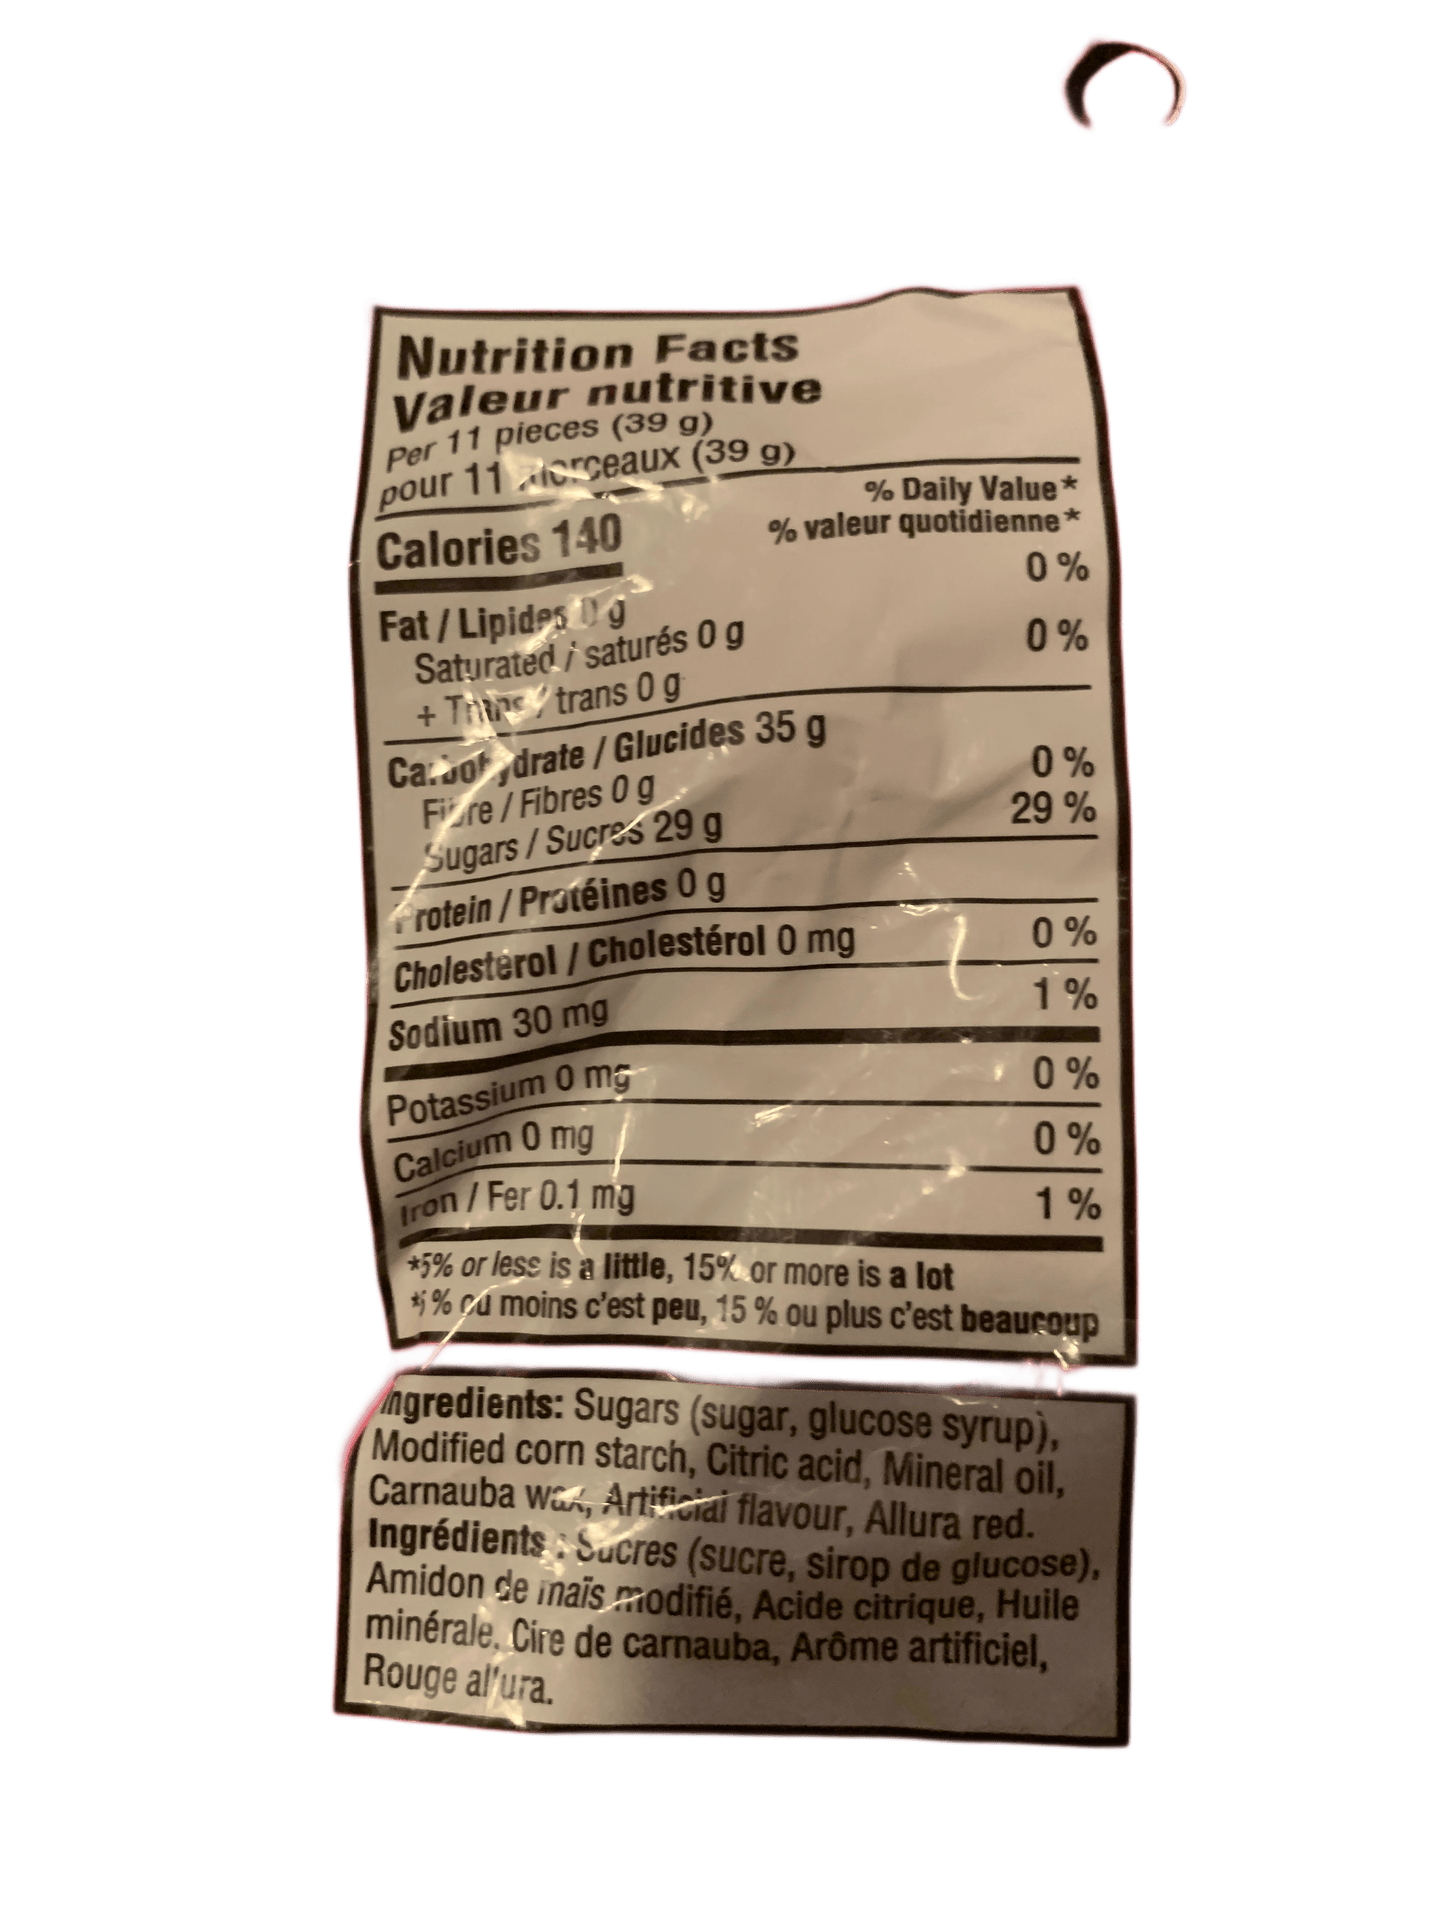 Nutrition Facts
Valeur nutritive
Per 11 pieces (39 g)
pour 11 morceaux (39 g)
% Daily Value*
% valeur quotidienne*
Calories 140
Fat / Lipides 0 g 0 %
Saturated / saturés 0 g
+ Trans / trans 0 g 0 %
Carbohydrate / Glucides 35 g
Fibre / Fibres 0 g 0 %
Sugars / Sucres 29 g 29 %
Protein / Protéines 0 g
Cholesterol / Cholestérol 0 mg 0 %
Sodium 30 mg 1 %
Potassium 0 mg 0 %
Calcium 0 mg 0 %
Iron / Fer 0.1 mg 1 %
*5% or less is a little, 15% or more is a lot
*5 % ou moins c'est peu, 15 % ou plus c'est beaucoup
Ingredients: Sugars (sugar, glucose syrup),
Modified corn starch, Citric acid, Mineral oil,
Carnauba wax, Artificial flavour, Allura red.
Ingrédients : Sucres (sucre, sirop de glucose),
Amidon de maïs modifié, Acide citrique, Huile
minérale, Cire de carnauba, Arôme artificiel,
Rouge allura.